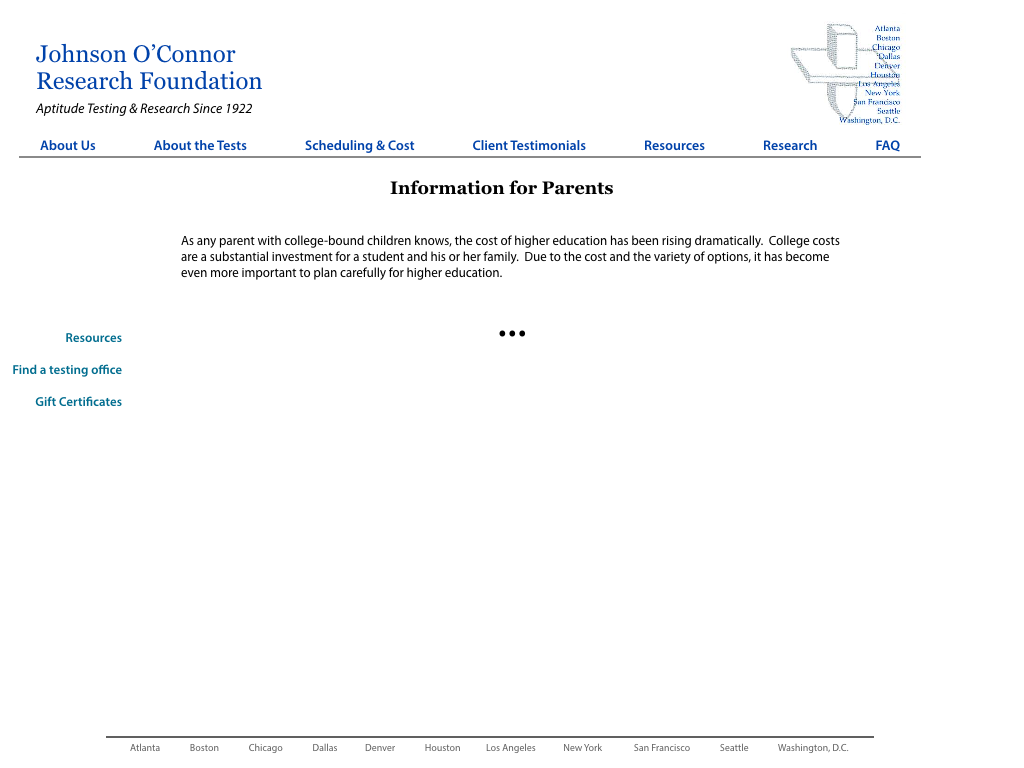 Johnson O’Connor
Research Foundation
Aptitude Testing & Research Since 1922
Atlanta
Boston
Chicago
Dallas
Denver
Houston
Los Angeles
New York
San Francisco
Seattle
Washington, D.C.
About Us About the Tests Scheduling & Cost Client Testimonials Resources Research FAQ
Information for Parents
As any parent with college-bound children knows, the cost of higher education has been rising dramatically.  College costs
are a substantial investment for a student and his or her family.  Due to the cost and the variety of options, it has become
even more important to plan carefully for higher education.
•••
Resources
Find a testing office
Gift Certificates
Atlanta Boston Chicago Dallas Denver Houston Los Angeles New York San Francisco Seattle Washington, D.C.